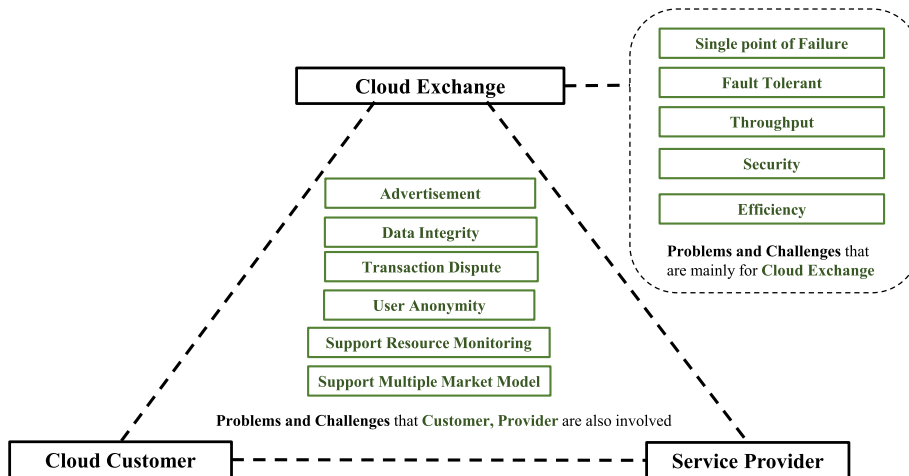 Cloud Exchange
Single point of Failure
Fault Tolerant
Throughput
Security
Efficiency
Problems and Challenges that
are mainly for Cloud Exchange
Advertisement
Data Integrity
Transaction Dispute
User Anonymity
Support Resource Monitoring
Support Multiple Market Model
Problems and Challenges that Customer, Provider are also involved
Cloud Customer
Service Provider